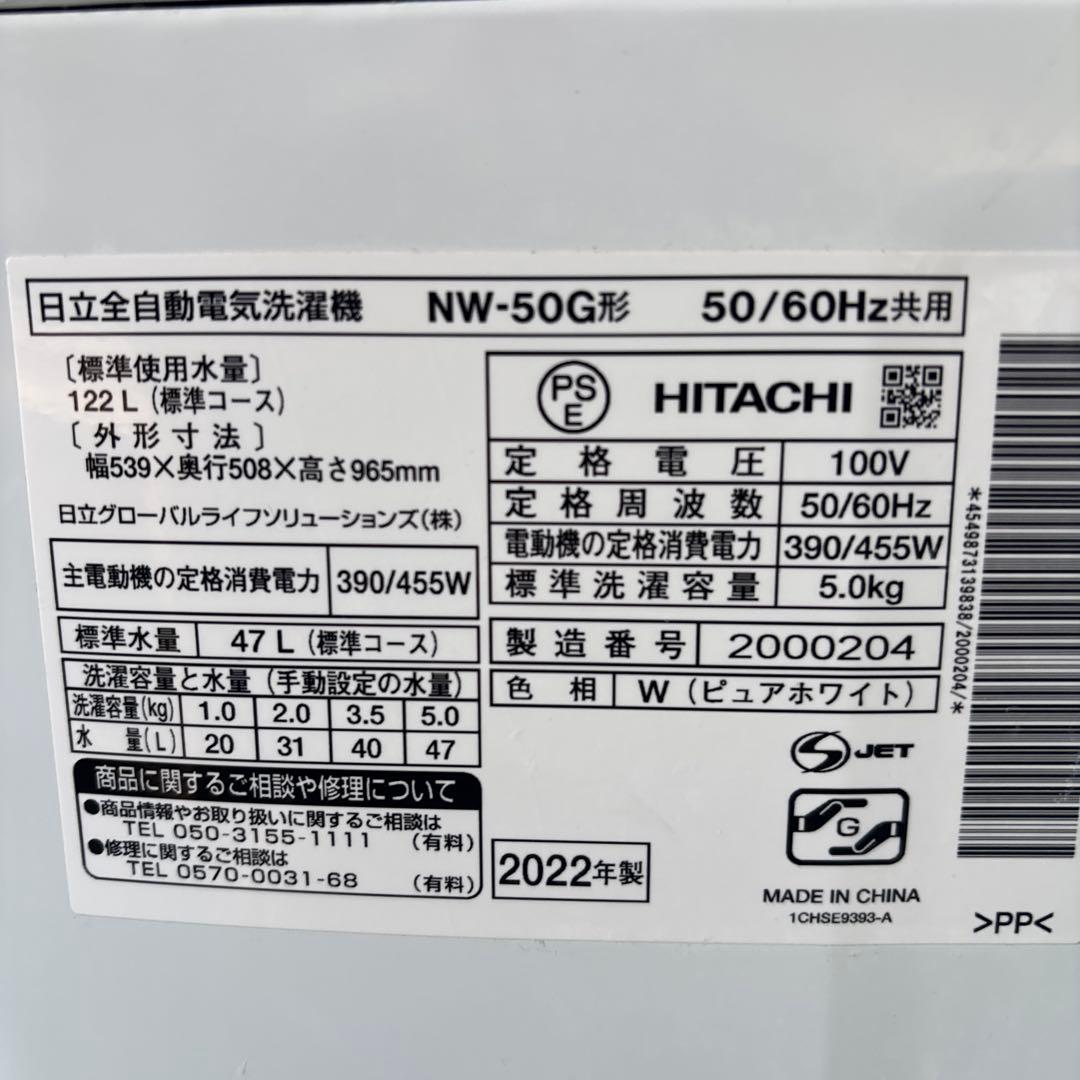 日立全自動電気洗濯機 NW-50G形 50/60Hz共用
〔標準使用水量〕
122 L (標準コース)
〔外形寸法〕
幅539×奥行508×高さ965mm
日立グローバルライフソリューションズ(株)
主電動機の定格消費電力 390/455W
標準水量 47 L (標準コース)
洗濯容量と水量 (手動設定の水量)
洗濯容量(kg) 1.0 2.0 3.5 5.0
水量(L) 20 31 40 47
商品に関するご相談や修理について
●商品情報やお取り扱いに関するご相談は
TEL 050-3155-1111 (有料)
●修理に関するご相談は
TEL 0570-0031-68 (有料)
PS
E
HITACHI
定格電圧 100V
定格周波数 50/60Hz
電動機の定格消費電力 390/455W
標準洗濯容量 5.0kg
製造番号 2000204
色相 W (ピュアホワイト)
S JET
G
2022年製
MADE IN CHINA
1CHSE9393-A
*4549873139838/2000204/*
>PP<